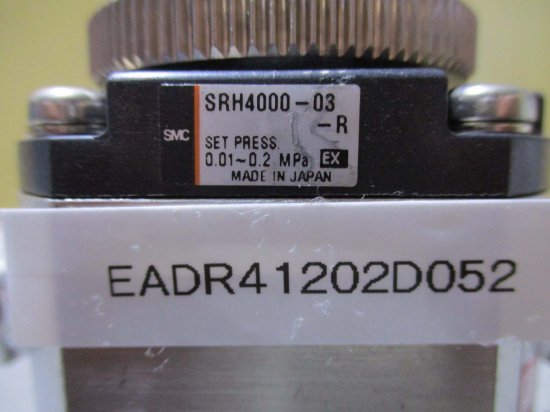 SRH4000-03
-R
SMC
SET PRESS.
0.01~0.2 MPa EX
MADE IN JAPAN
EADR41202D052